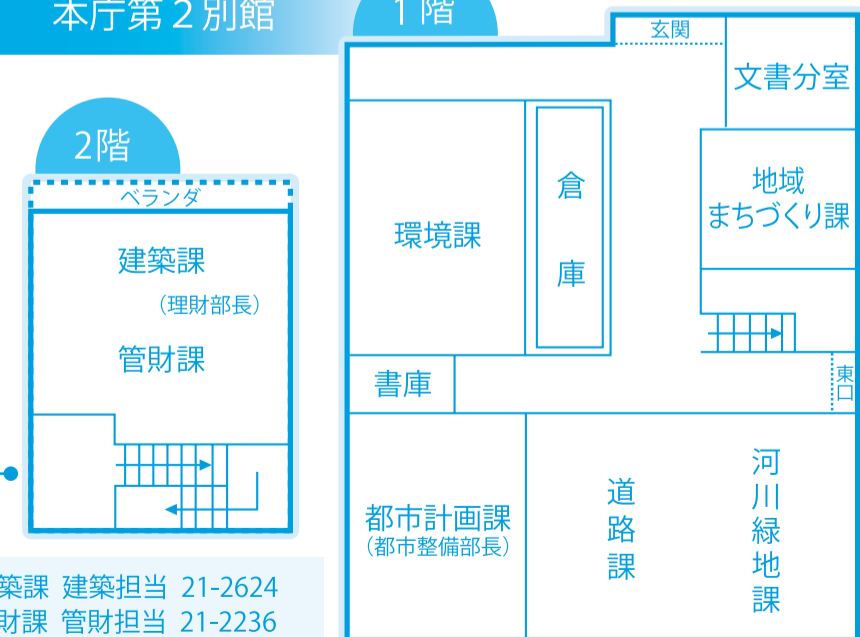 本庁第2別館
2階
ベランダ
建築課
（理財部長）
管財課
築課 建築担当 21-2624
財課 管財担当 21-2236
1階
玄関
文書分室
地域
まちづくり課
環境課
倉庫
書庫
東口
都市計画課
（都市整備部長）
道路課
河川緑地課